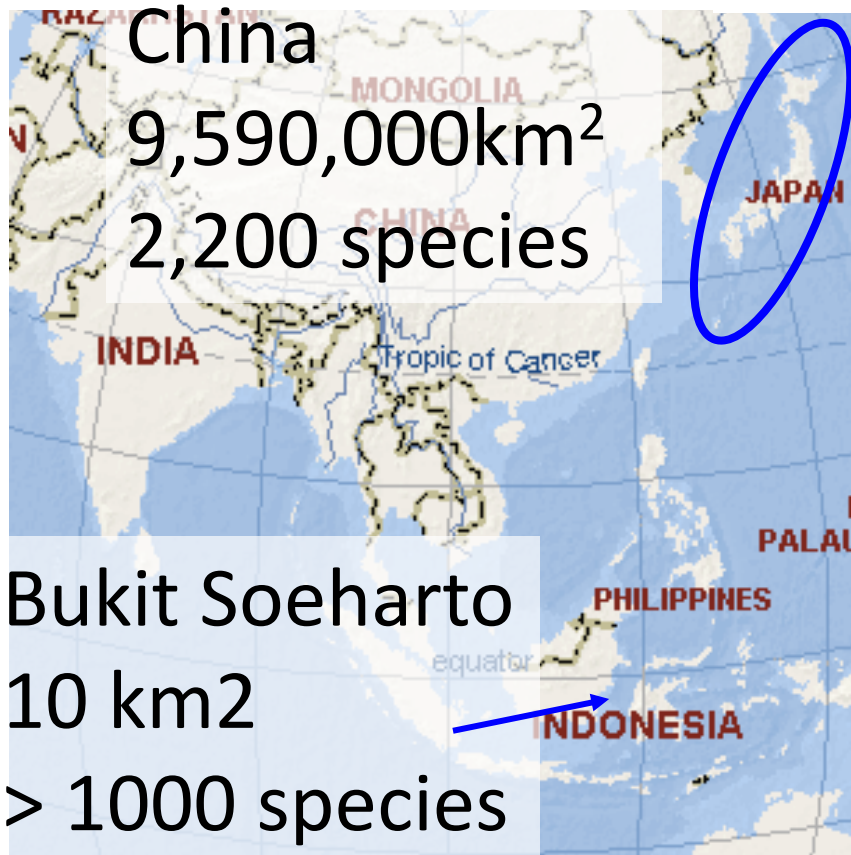 China
9,590,000km²
2,200 species
KAZAKHSTAN
MONGOLIA
CHINA
JAPAN
INDIA
Tropic of Cancer
PALAU
PHILIPPINES
equator
INDONESIA
Bukit Soeharto
10 km2
> 1000 species